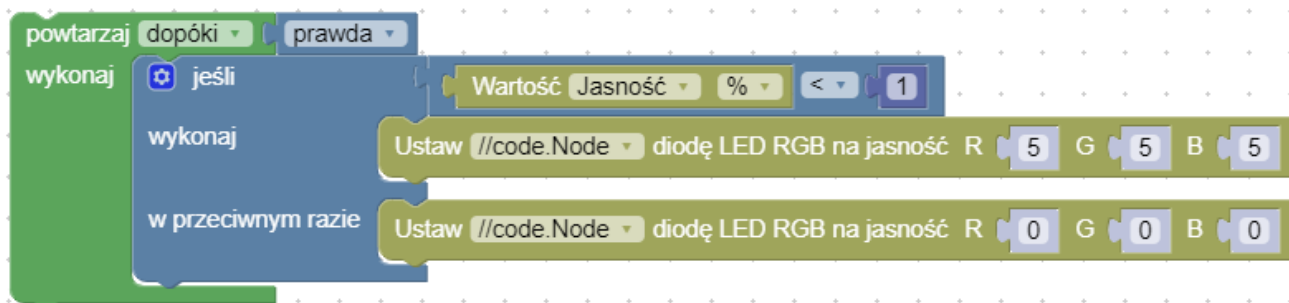 powtarzaj dopóki prawda
wykonaj jeśli Wartość Jasność % < 1
wykonaj Ustaw //code.Node diodę LED RGB na jasność R 5 G 5 B 5
w przeciwnym razie Ustaw //code.Node diodę LED RGB na jasność R 0 G 0 B 0